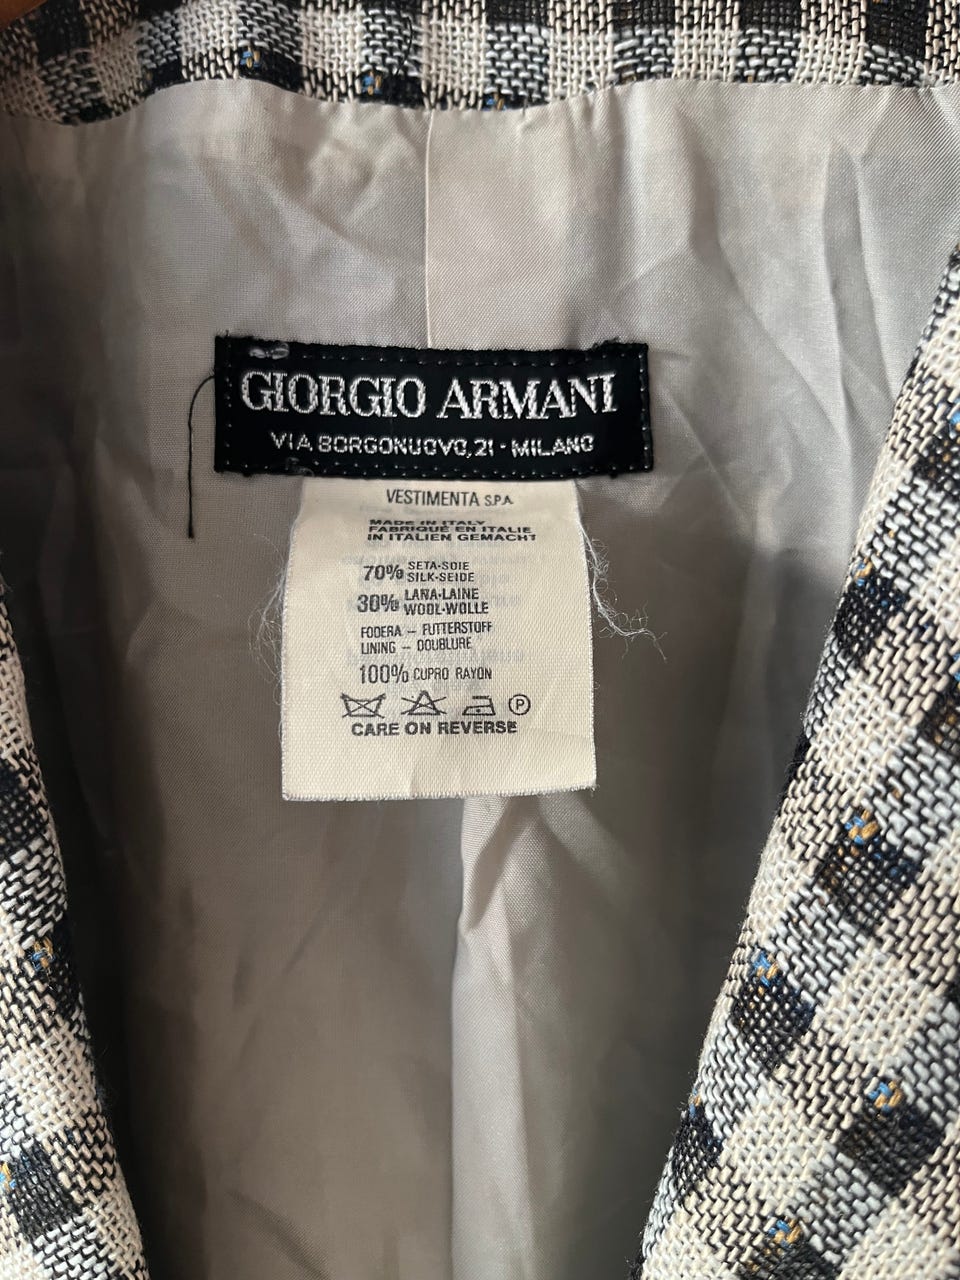 GIORGIO ARMANI
VIA BORGONUOVO, 21 - MILANO
VESTIMENTA S.P.A.
MADE IN ITALY
FABRIQUÉ EN ITALIE
IN ITALIEN GEMACHT
70% SETA-SOIE
SILK-SEIDE
30% LANA-LAINE
WOOL-WOLLE
FODERA - FUTTERSTOFF
LINING - DOUBLURE
100% CUPRO RAYON
P
CARE ON REVERSE